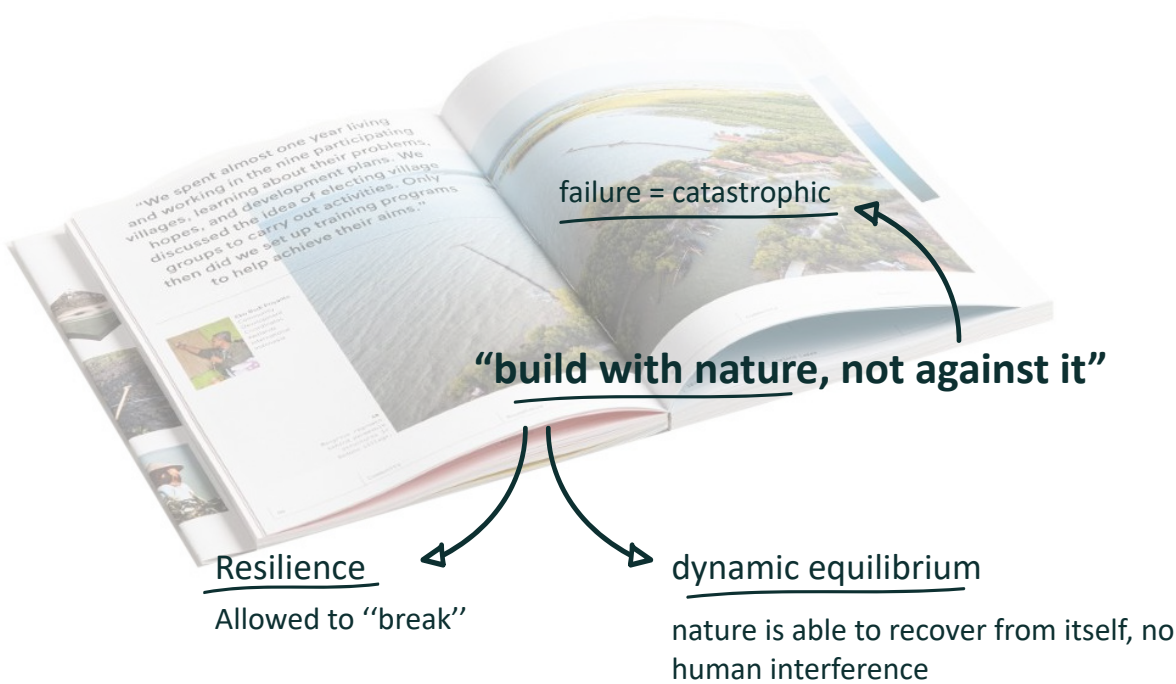 "We spent almost one year living
and working in the nine participating
villages, learning about their problems,
hopes, and development plans. We
discussed the idea of electing village
groups to carry out activities. Only
then did we set up training programs
to help achieve their aims."
failure = catastrophic
“build with nature, not against it”
Resilience
Allowed to ‘‘break’’
dynamic equilibrium
nature is able to recover from itself, no
human interference